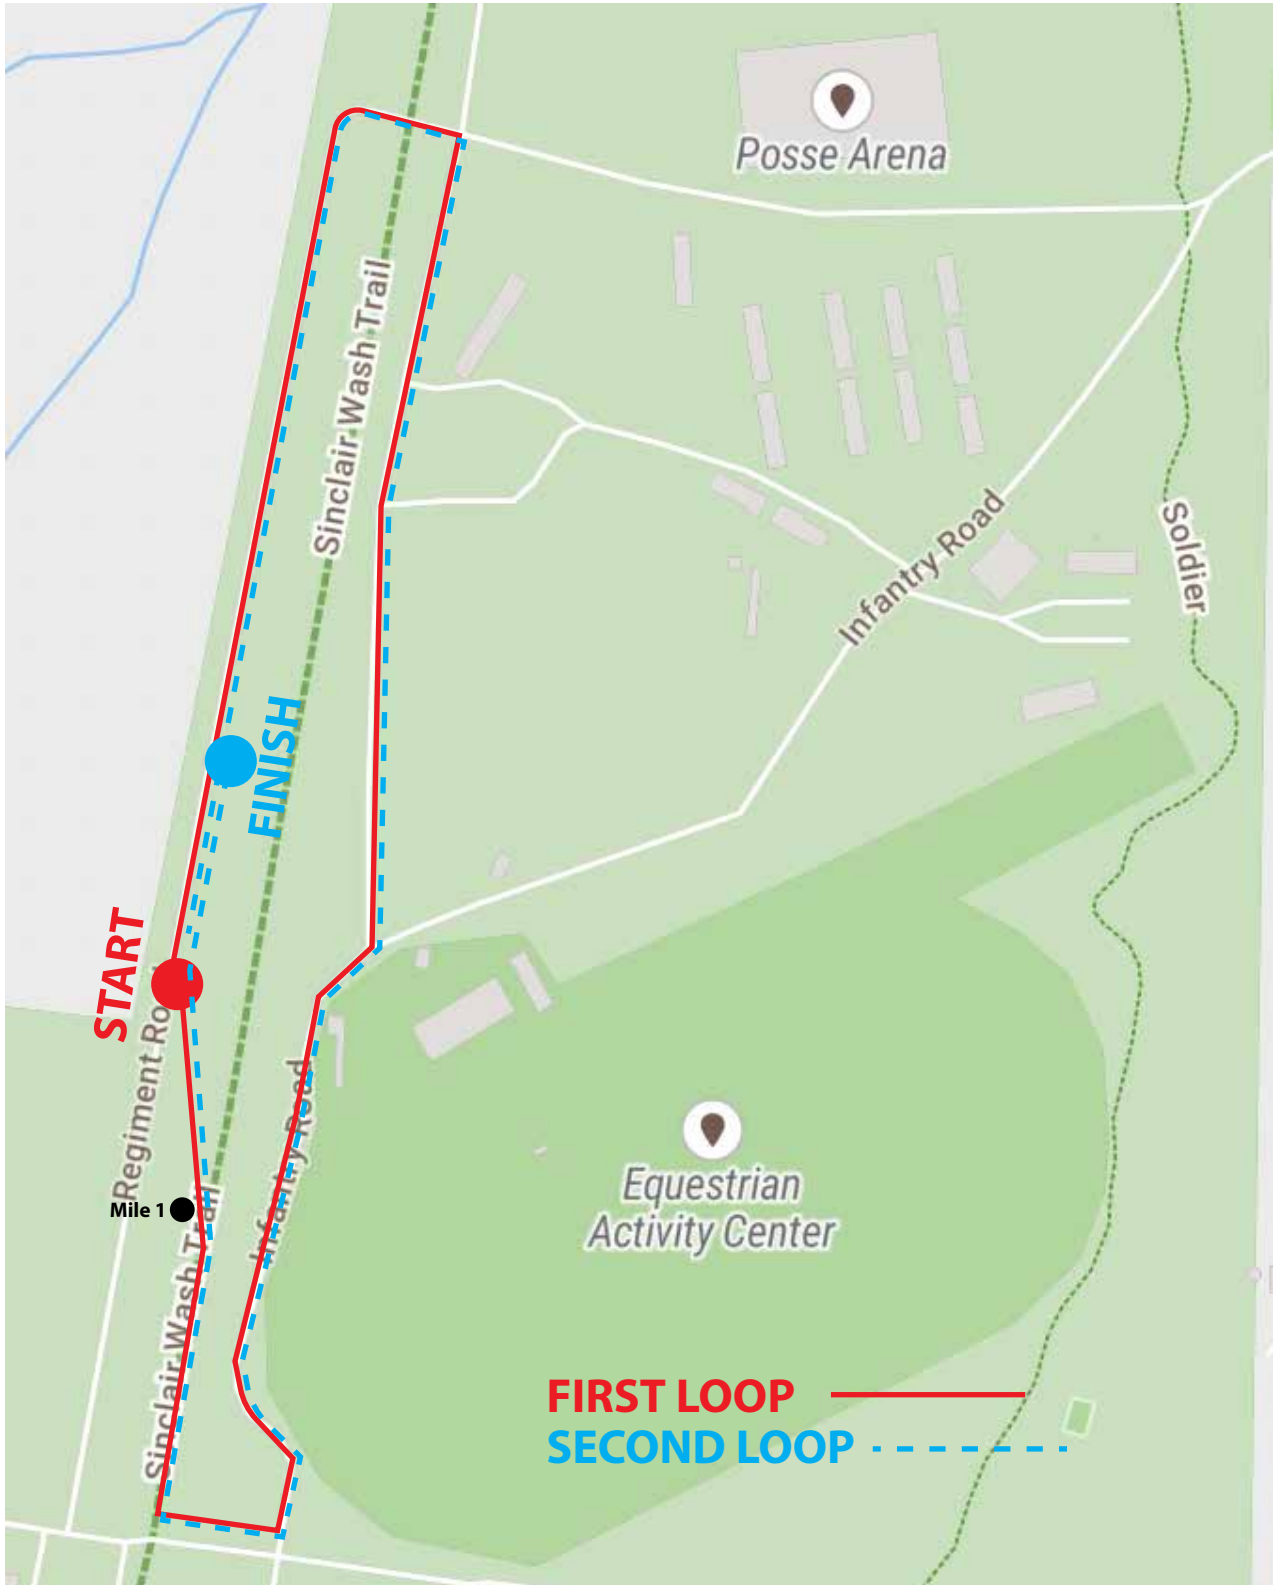 Posse Arena
Sinclair Wash Trail
Infantry Road
Soldier
FINISH
START
Regiment Ro
Infantry Road
Equestrian
Activity Center
Mile 1
Sinclair Wash Trail
FIRST LOOP
SECOND LOOP